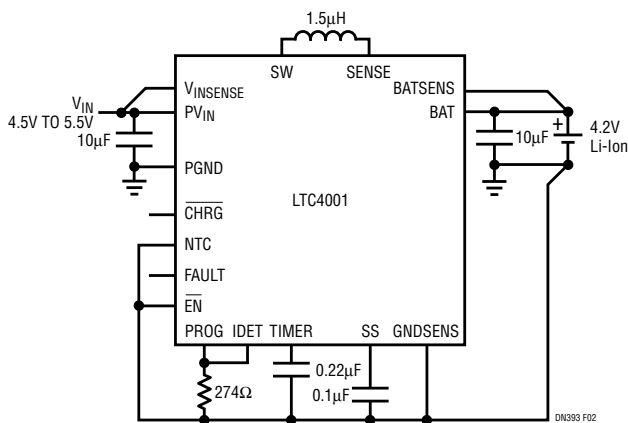 1.5µH
SW
SENSE
VINSENSE
BATSENS
VIN
4.5V TO 5.5V
PVIN
BAT
10µF
10µF
+
4.2V
Li-Ion
PGND
LTC4001
CHRG
NTC
FAULT
EN
PROG
IDET
TIMER
SS
GNDSENS
274Ω
0.22µF
0.1µF
DN393 F02